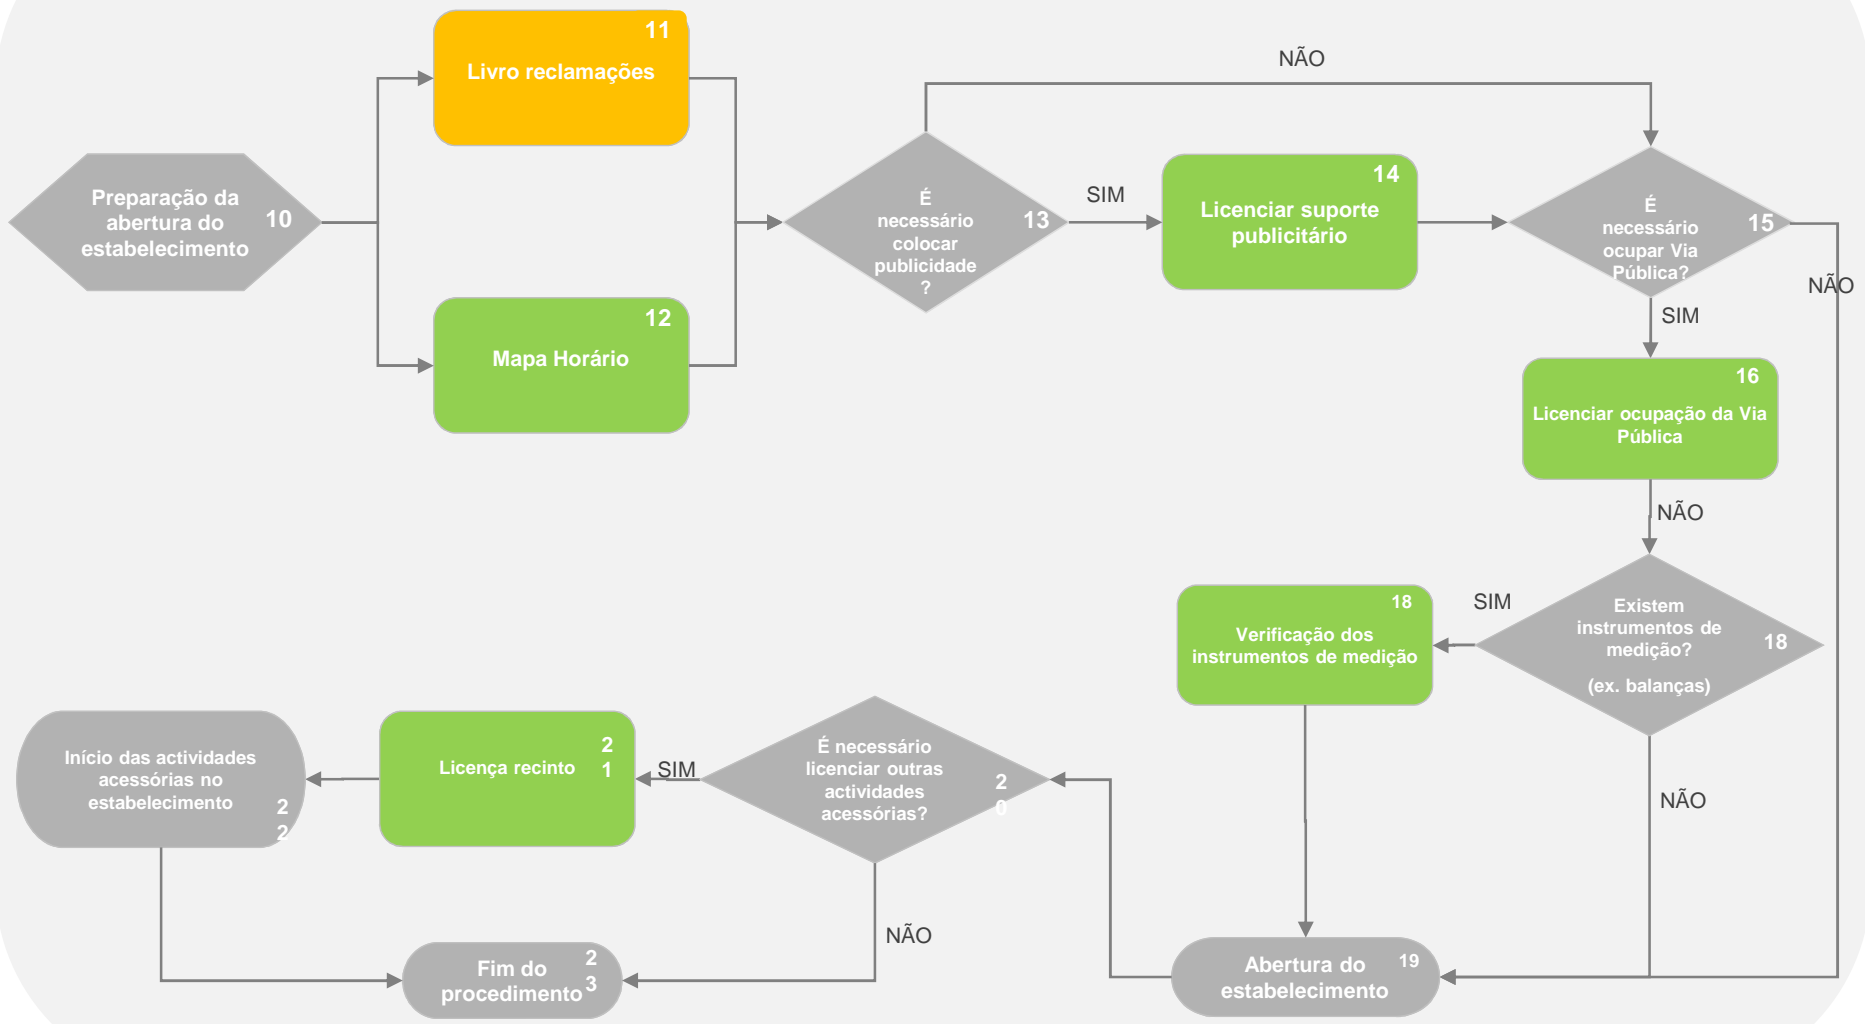 11
Livro reclamações
NÃO
Preparação da
abertura do
estabelecimento
10
12
Mapa Horário
É
necessário
colocar
publicidade
?
13
SIM
14
Licenciar suporte
publicitário
É
necessário
ocupar Via
Pública?
15
NÃO
SIM
16
Licenciar ocupação da Via
Pública
NÃO
Existem
instrumentos de
medição?
(ex. balanças)
18
SIM
18
Verificação dos
instrumentos de medição
NÃO
Início das actividades
acessórias no
estabelecimento
2
2
Licença recinto
2
1
SIM
É necessário
licenciar outras
actividades
acessórias?
2
0
NÃO
Fim do
procedimento
2
3
Abertura do
estabelecimento
19